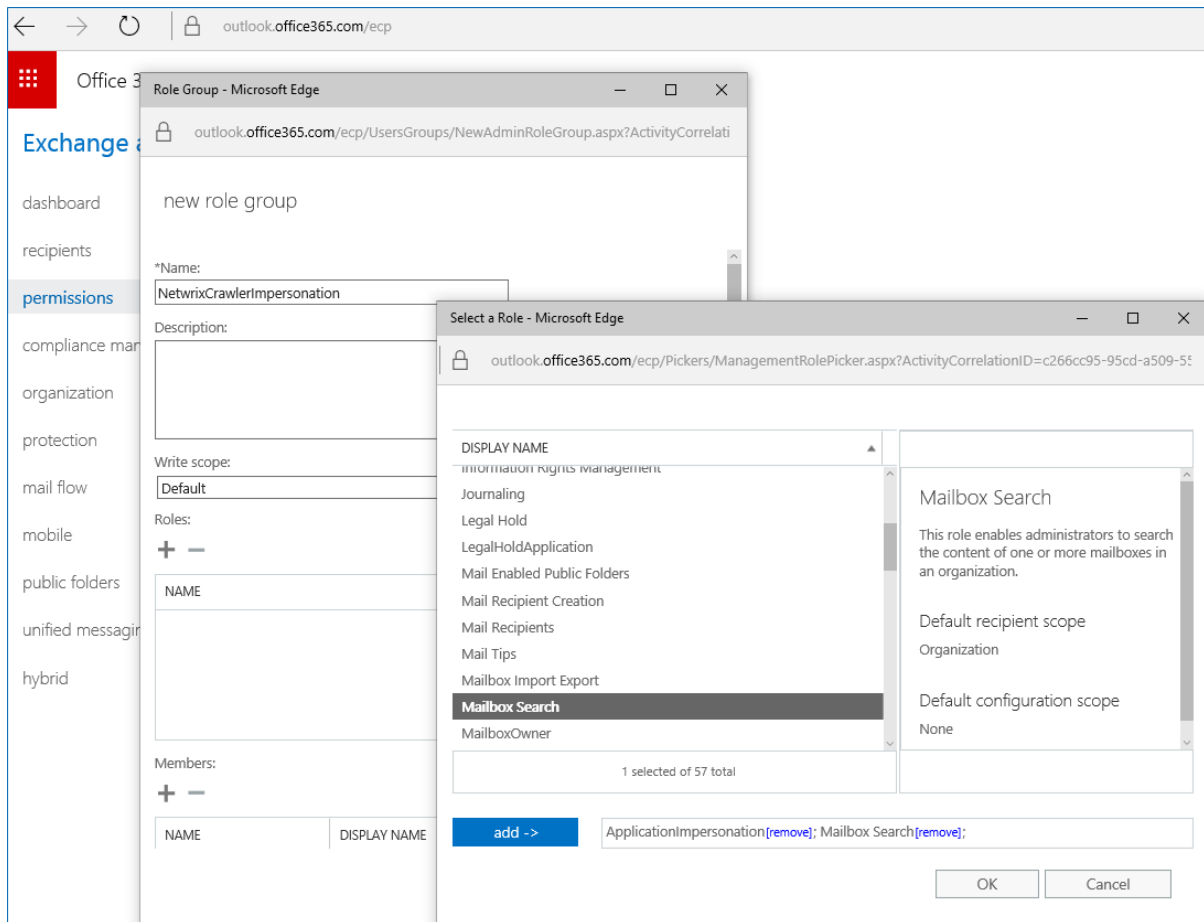 outlook.office365.com/ecp
Office 3
Exchange a
dashboard
recipients
permissions
compliance mar
organization
protection
mail flow
mobile
public folders
unified messagin
hybrid
Role Group - Microsoft Edge
outlook.office365.com/ecp/UsersGroups/NewAdminRoleGroup.aspx?ActivityCorrelati
new role group
*Name:
NetwrixCrawlerImpersonation
Description:
Write scope:
Default
Roles:
NAME
Members:
NAME DISPLAY NAME
Select a Role - Microsoft Edge
outlook.office365.com/ecp/Pickers/ManagementRolePicker.aspx?ActivityCorrelationID=c266cc95-95cd-a509-55
DISPLAY NAME
Information Rights Management
Journaling
Legal Hold
LegalHoldApplication
Mail Enabled Public Folders
Mail Recipient Creation
Mail Recipients
Mail Tips
Mailbox Import Export
Mailbox Search
MailboxOwner
1 selected of 57 total
Mailbox Search
This role enables administrators to search
the content of one or more mailboxes in
an organization.
Default recipient scope
Organization
Default configuration scope
None
add ->
ApplicationImpersonation[remove]; Mailbox Search[remove];
OK
Cancel